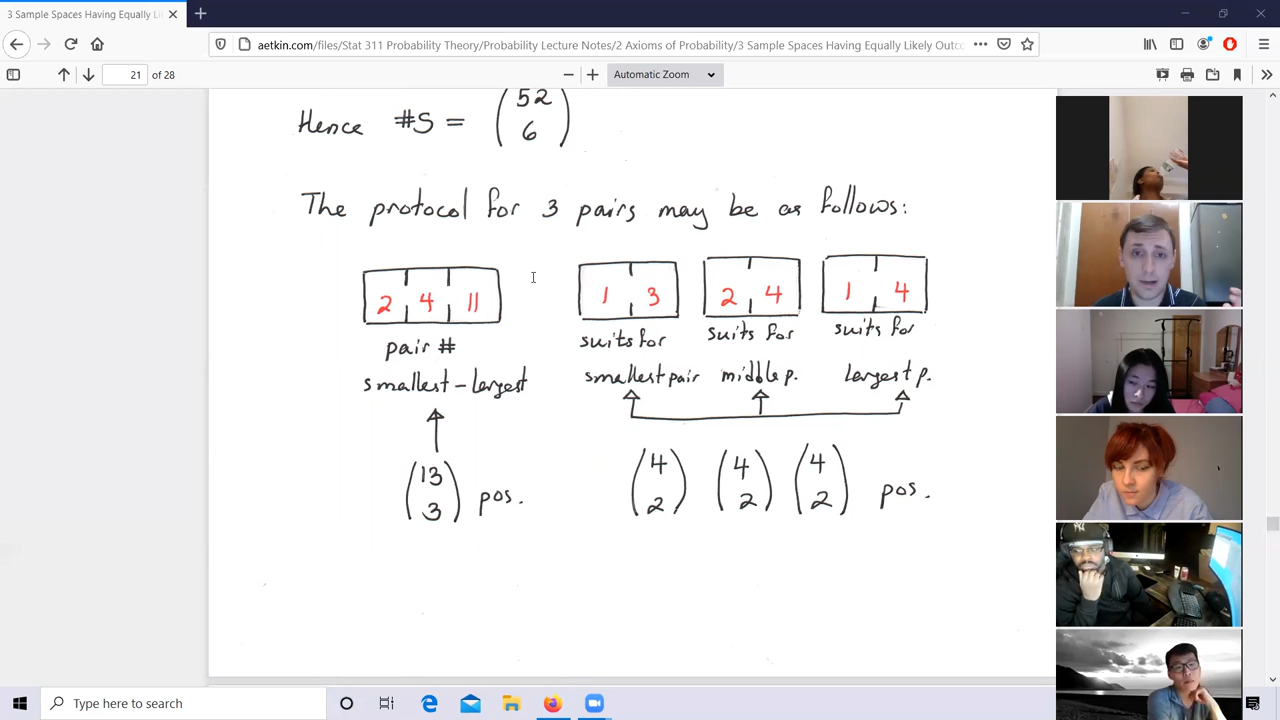 3 Sample Spaces Having Equally Li
aetkin.com/files/Stat 311 Probability Theory/Probability Lecture Notes/2 Axioms of Probability/3 Sample Spaces Having Equally Likely Outco
21 of 28
Automatic Zoom
Hence #S = (52 6)
The protocol for 3 pairs may be as follows:
2 4 11 1 3 2 4 1 4
pair # suits for suits for suits for
smallest - largest smallest pair middle p. largest p.
(13 3) pos. (4 2) (4 2) (4 2) pos.
Type here to search